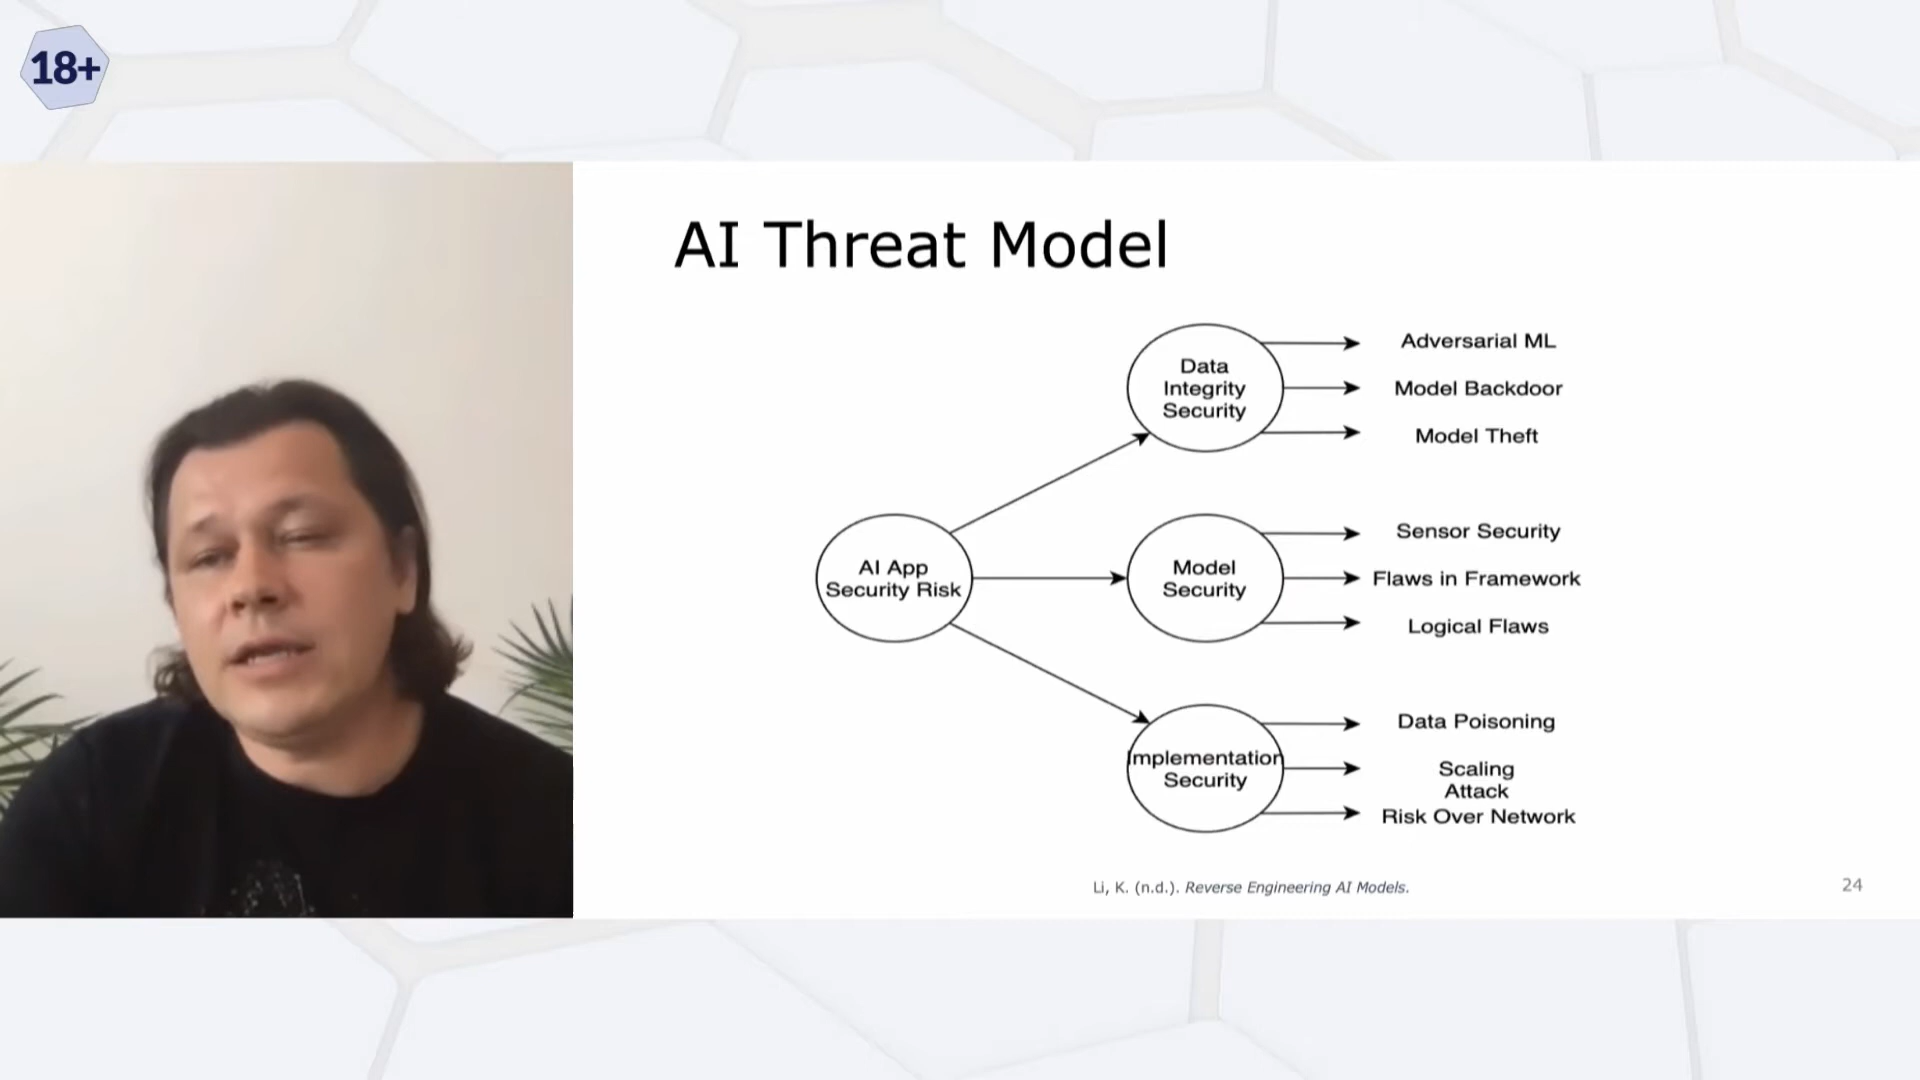 18+
AI Threat Model
Data
Integrity
Security
Adversarial ML
Model Backdoor
Model Theft
AI App
Security Risk
Model
Security
Sensor Security
Flaws in Framework
Logical Flaws
Implementation
Security
Data Poisoning
Scaling
Attack
Risk Over Network
Li, K. (n.d.). Reverse Engineering AI Models.
24